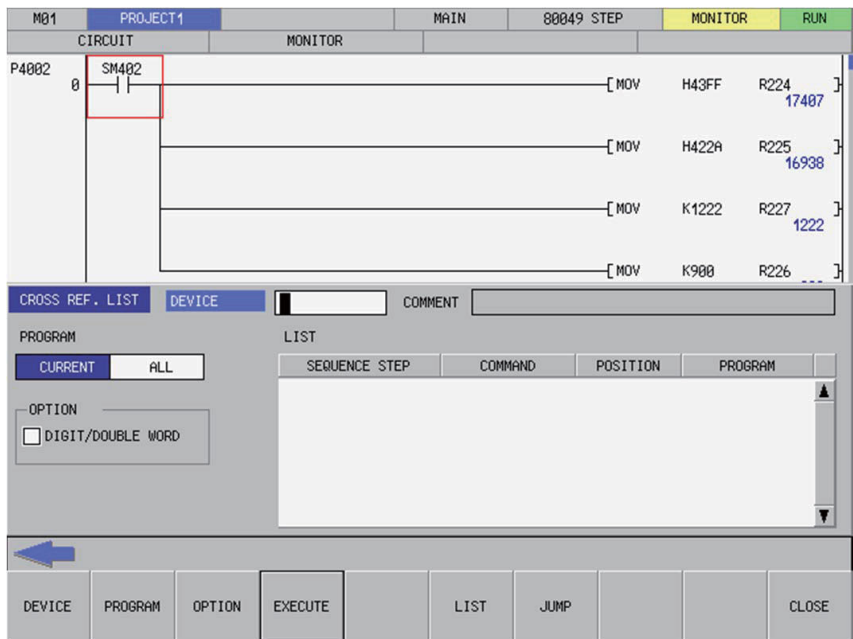 M01 PROJECT1 MAIN 80049 STEP MONITOR RUN
CIRCUIT MONITOR
P4002 SM402
0 MOV H43FF R224
17407
MOV H422A R225
16938
MOV K1222 R227
1222
MOV K900 R226
CROSS REF. LIST DEVICE COMMENT
PROGRAM LIST
CURRENT ALL SEQUENCE STEP COMMAND POSITION PROGRAM
OPTION
DIGIT/DOUBLE WORD
DEVICE PROGRAM OPTION EXECUTE LIST JUMP CLOSE